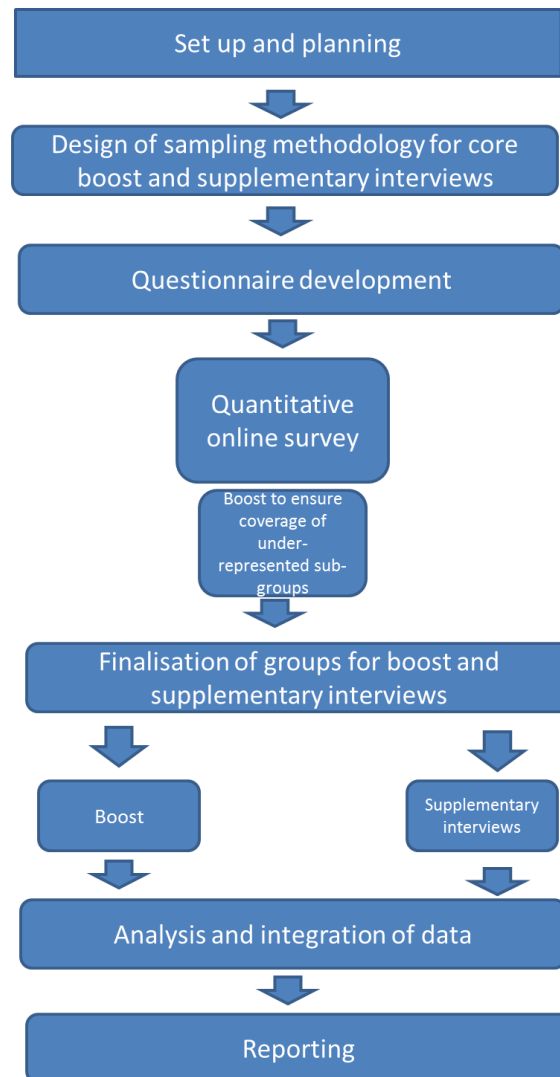 Set up and planning
Design of sampling methodology for core
boost and supplementary interviews
Questionnaire development
Quantitative
online survey
Boost to ensure
coverage of
under-
represented sub-
groups
Finalisation of groups for boost and
supplementary interviews
Boost
Supplementary
interviews
Analysis and integration of data
Reporting